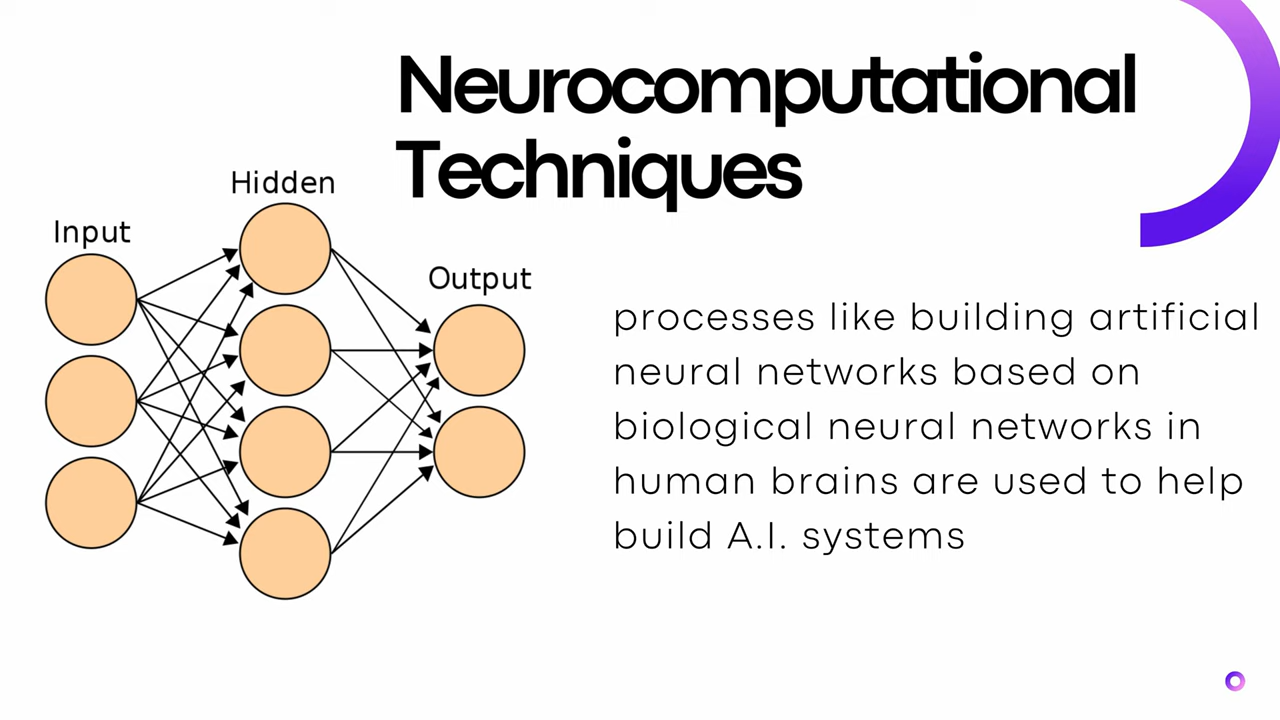 Neurocomputational
Techniques
Hidden
Input
Output
processes like building artificial
neural networks based on
biological neural networks in
human brains are used to help
build A.I. systems